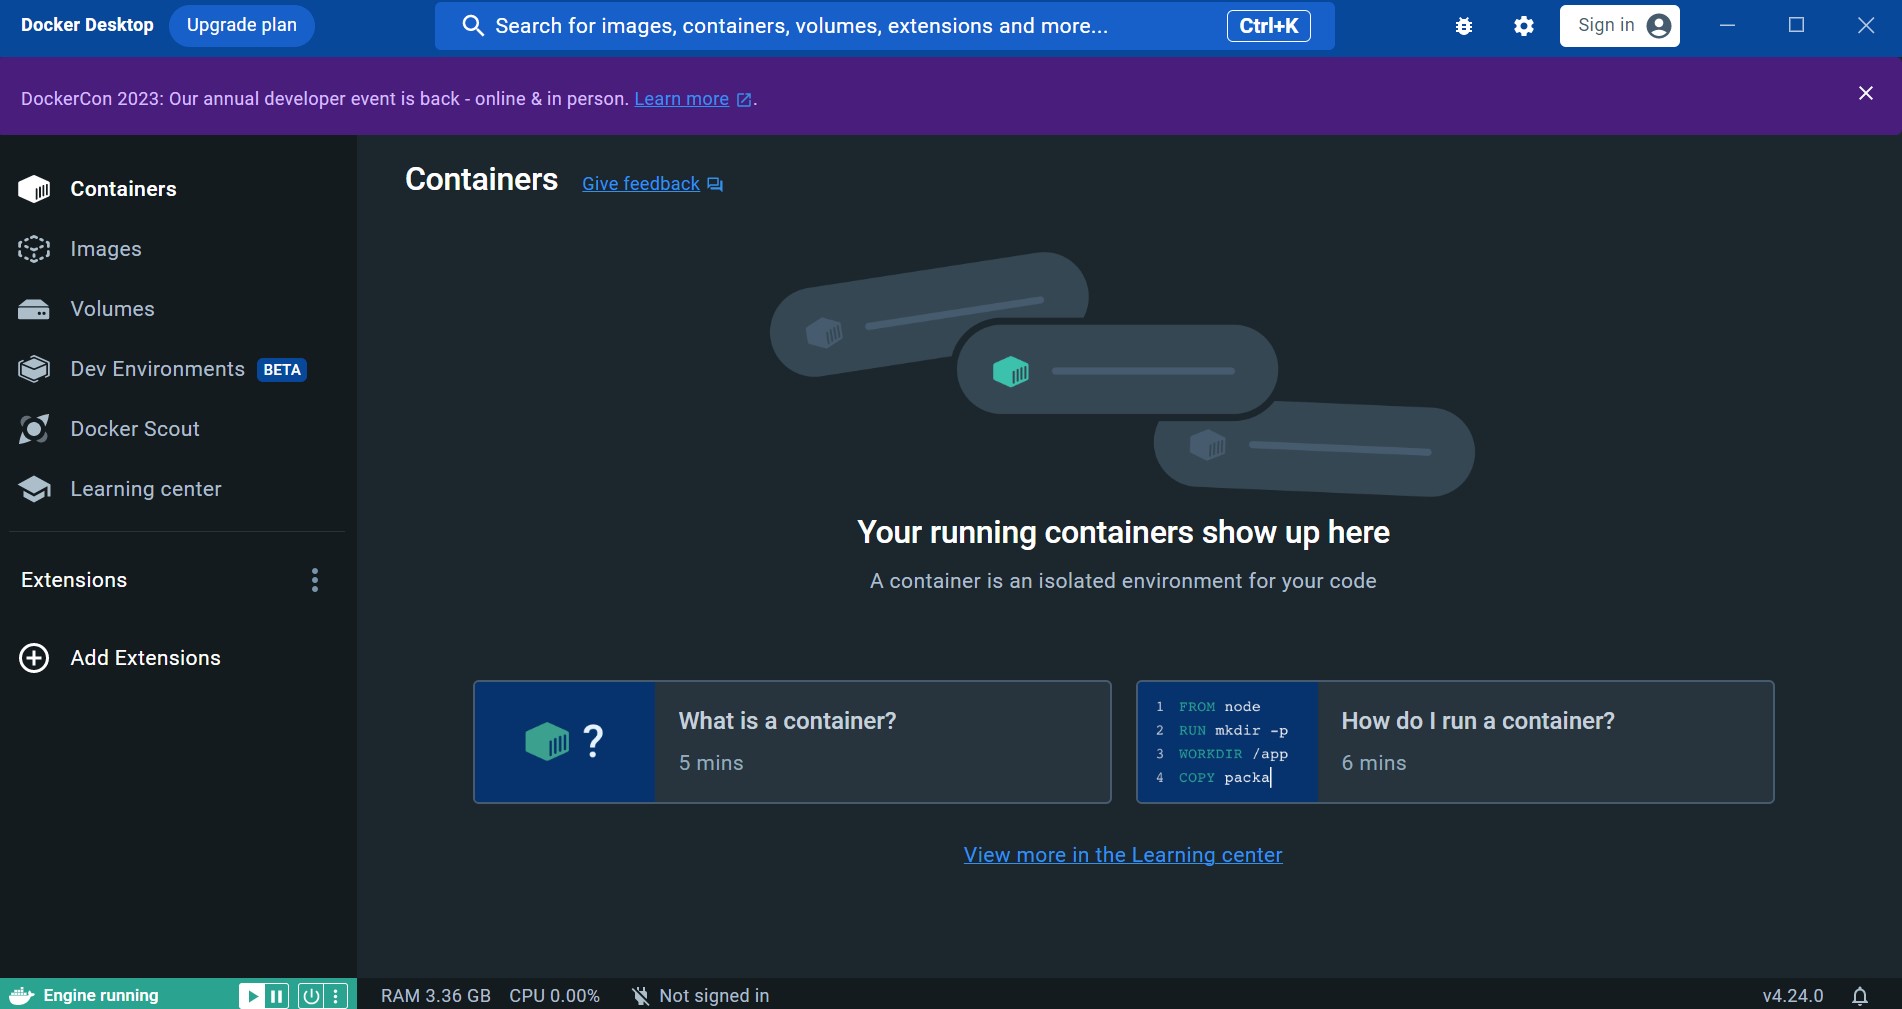 Docker Desktop Upgrade plan Search for images, containers, volumes, extensions and more... Ctrl+K Sign in
DockerCon 2023: Our annual developer event is back - online & in person. Learn more .
Containers
Images
Volumes
Dev Environments BETA
Docker Scout
Learning center
Extensions
Add Extensions
Containers Give feedback
Your running containers show up here
A container is an isolated environment for your code
?
What is a container?
5 mins
1 FROM node
2 RUN mkdir -p
3 WORKDIR /app
4 COPY packa
How do I run a container?
6 mins
View more in the Learning center
Engine running RAM 3.36 GB CPU 0.00% Not signed in v4.24.0